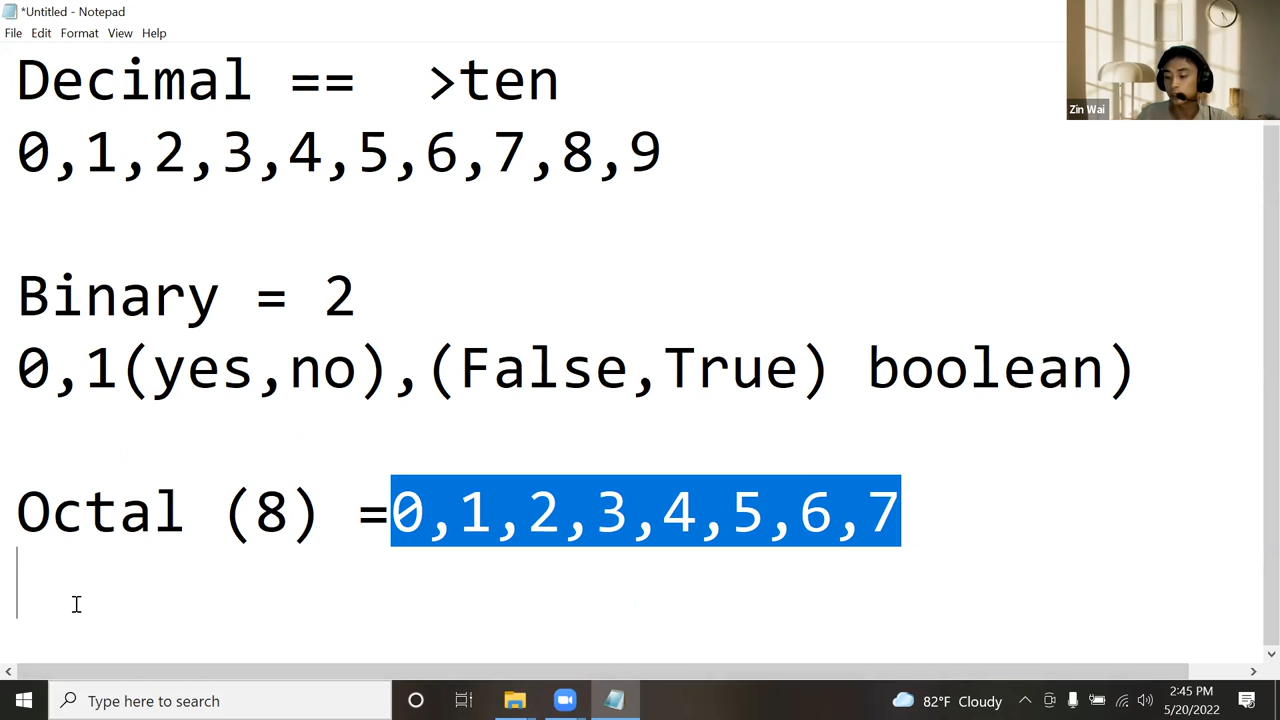 *Untitled - Notepad
File Edit Format View Help
Zin Wai
Decimal ==  >ten
0,1,2,3,4,5,6,7,8,9
Binary = 2
0,1(yes,no),(False,True) boolean)
Octal (8) =0,1,2,3,4,5,6,7
Type here to search
82°F Cloudy
2:45 PM
5/20/2022